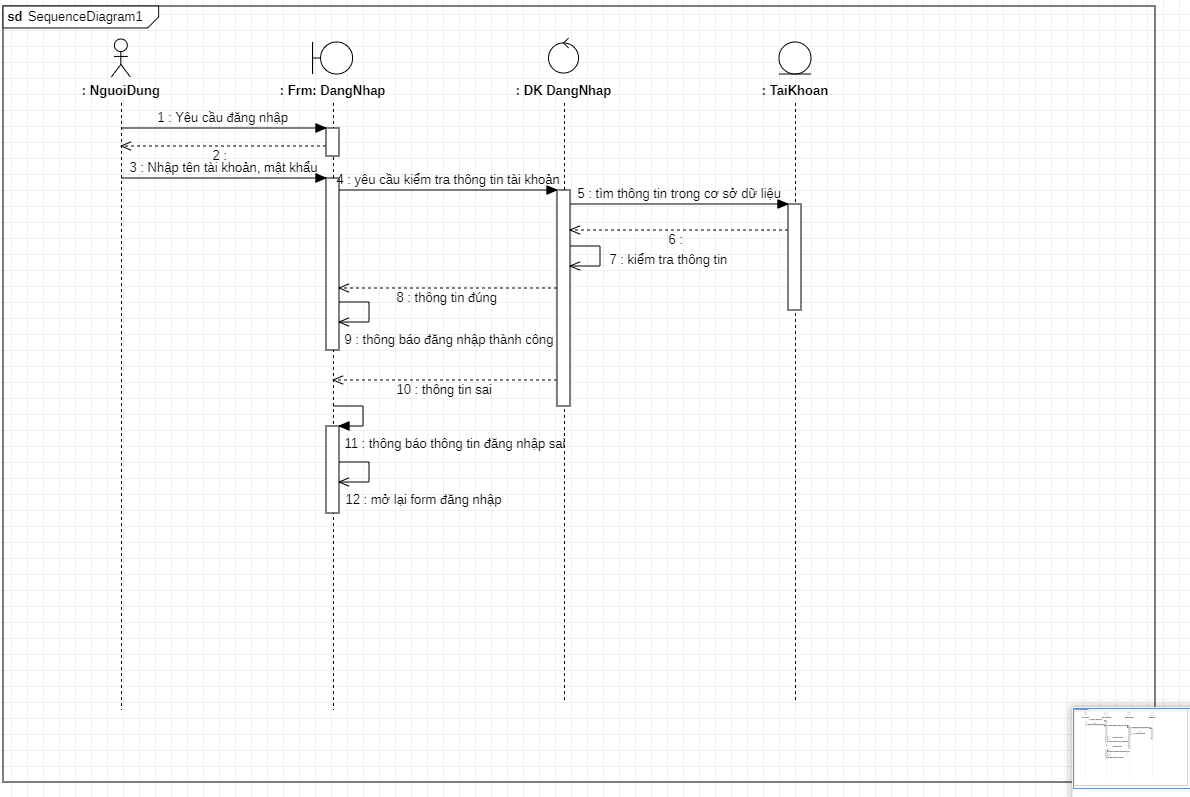 sd SequenceDiagram1
: NguoiDung
: Frm: DangNhap
: DK DangNhap
: TaiKhoan
1 : Yêu cầu đăng nhập
2 :
3 : Nhập tên tài khoản, mật khẩu
4 : yêu cầu kiểm tra thông tin tài khoản
5 : tìm thông tin trong cơ sở dữ liệu
6 :
7 : kiểm tra thông tin
8 : thông tin đúng
9 : thông báo đăng nhập thành công
10 : thông tin sai
11 : thông báo thông tin đăng nhập sai
12 : mở lại form đăng nhập